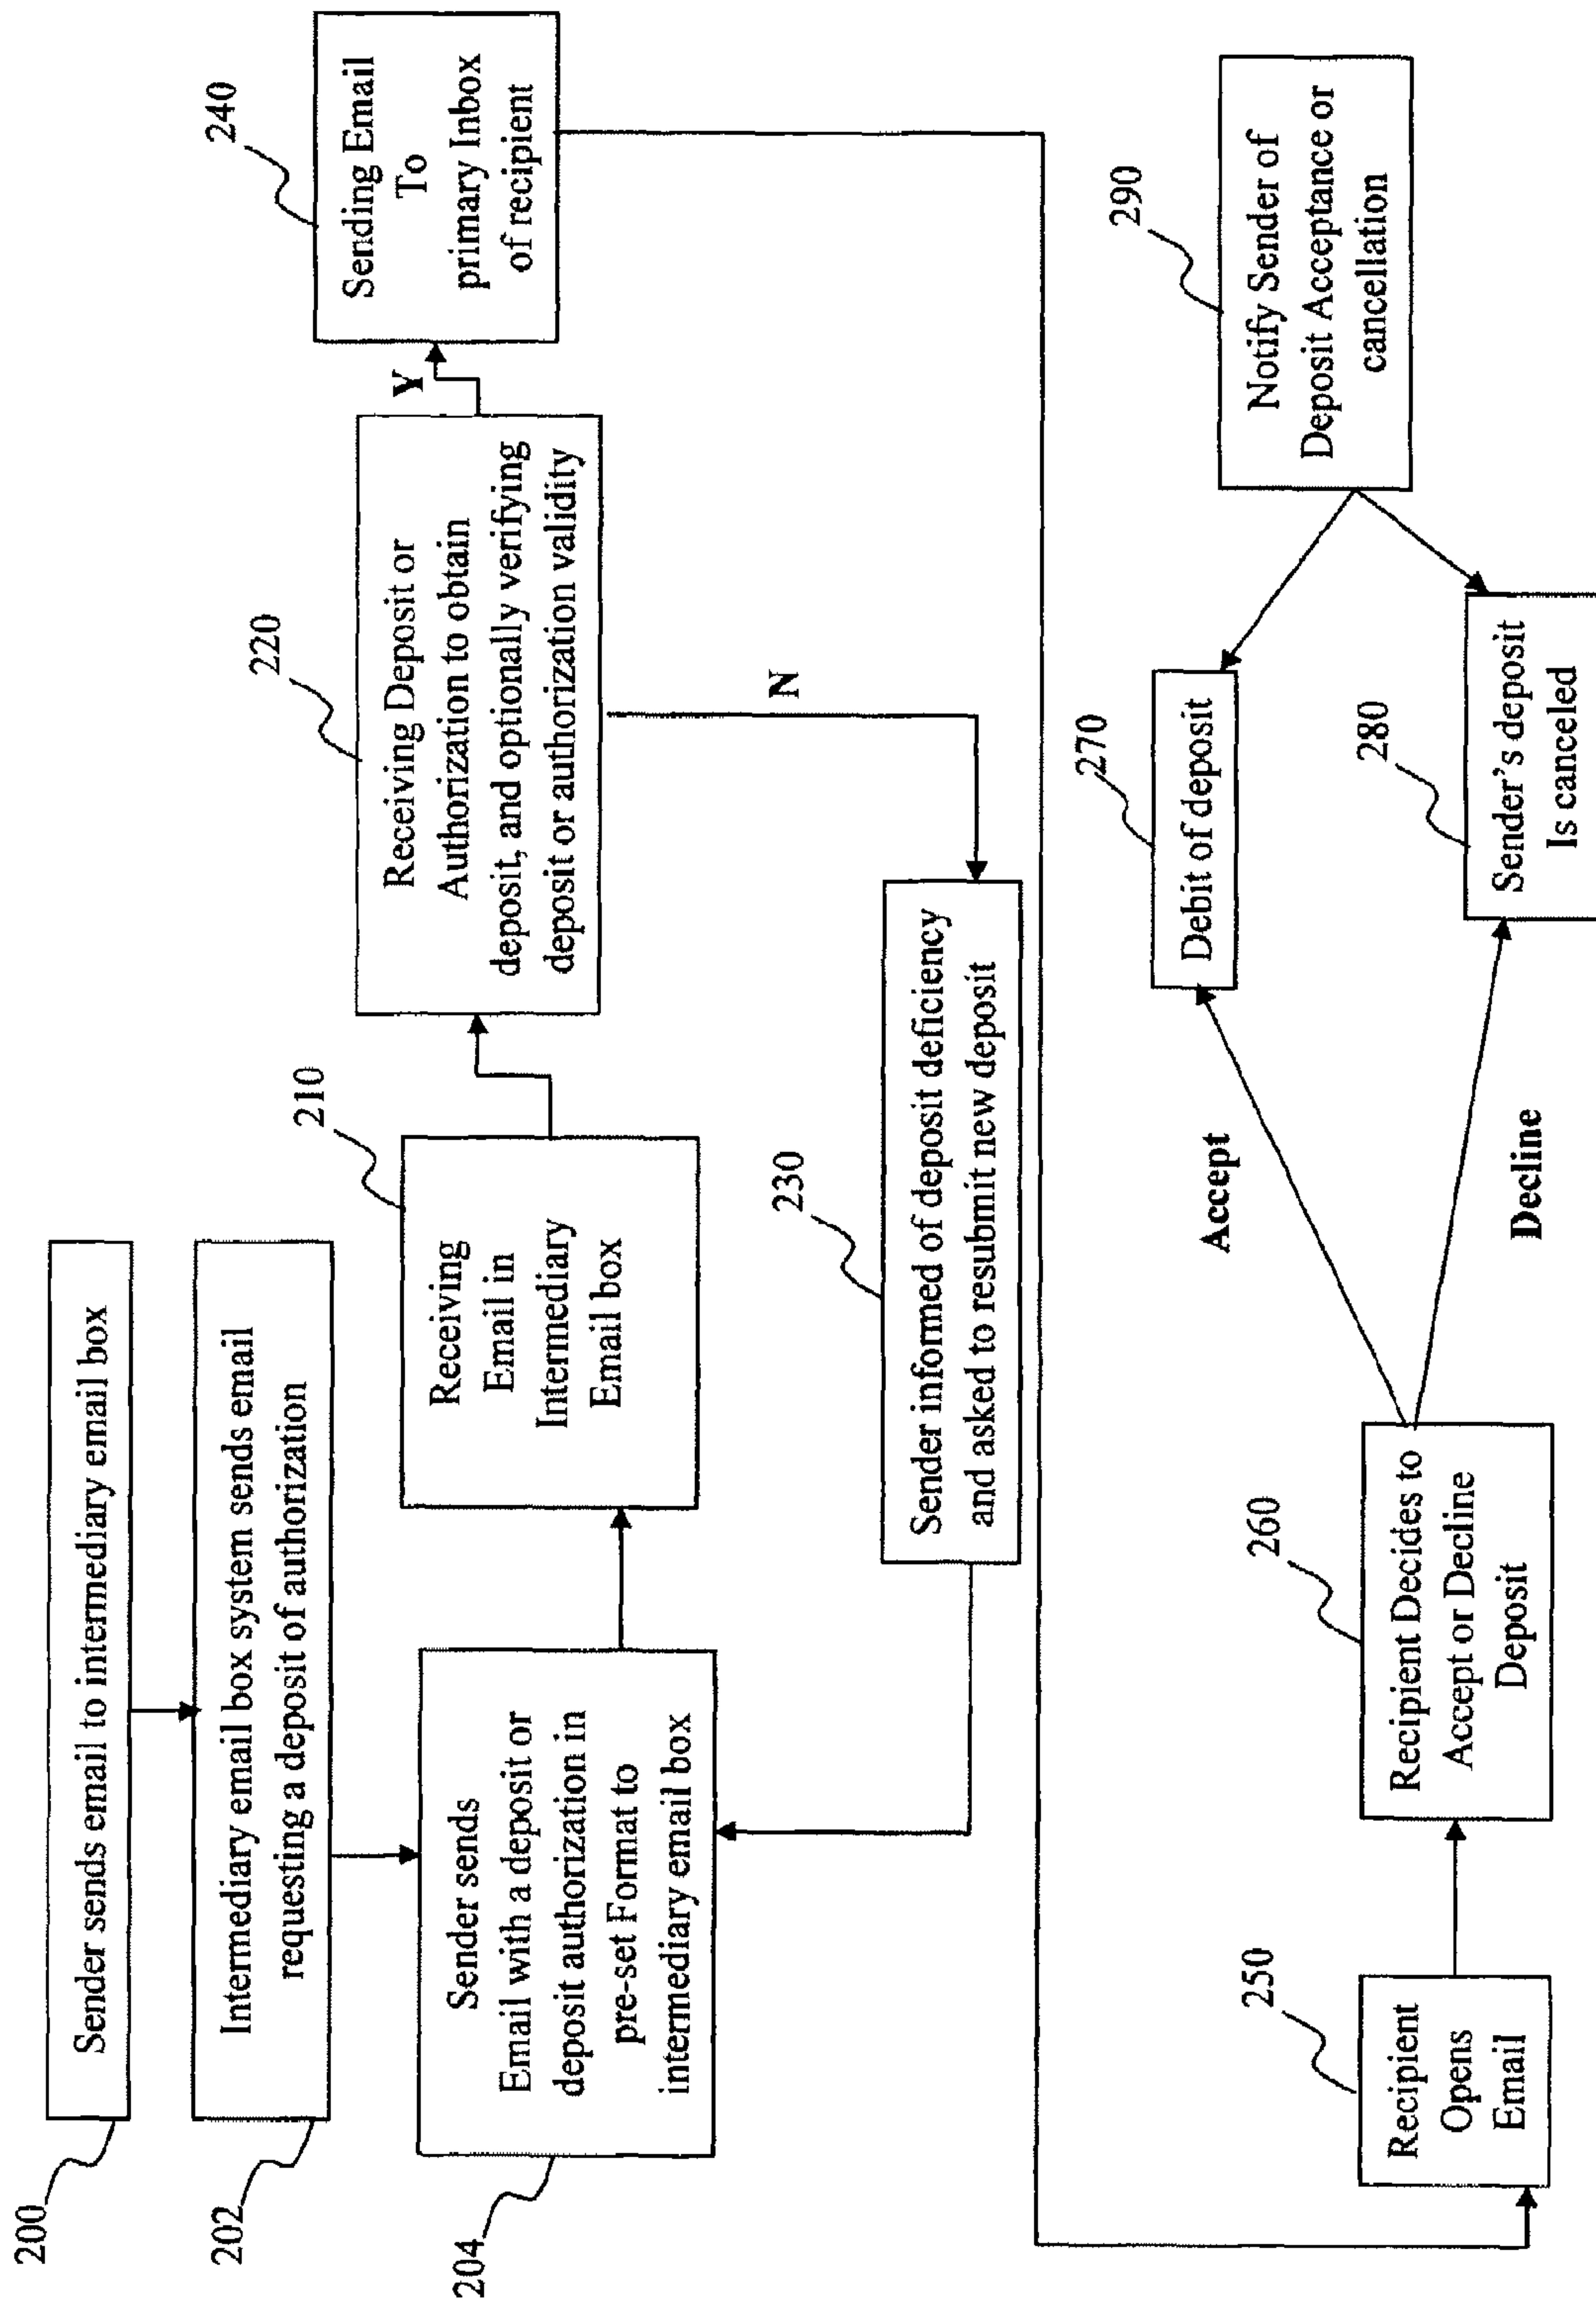 200
Sender sends email to intermediary email box
202
Intermediary email box system sends email
requesting a deposit of authorization
204
Sender sends
Email with a deposit or
deposit authorization in
pre-set Format to
intermediary email box
210
Receiving
Email in
Intermediary
Email box
220
Receiving Deposit or
Authorization to obtain
deposit, and optionally verifying
deposit or authorization validity
Y
240
Sending Email
To
primary Inbox
of recipient
N
230
Sender informed of deposit deficiency
and asked to resubmit new deposit
250
Recipient
Opens
Email
260
Recipient Decides to
Accept or Decline
Deposit
Accept
Decline
270
Debit of deposit
280
Sender's deposit
Is canceled
290
Notify Sender of
Deposit Acceptance or
cancellation